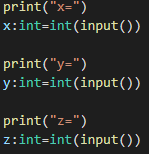 print("x=")
x:int=int(input())
print("y=")
y:int=int(input())
print("z=")
z:int=int(input())